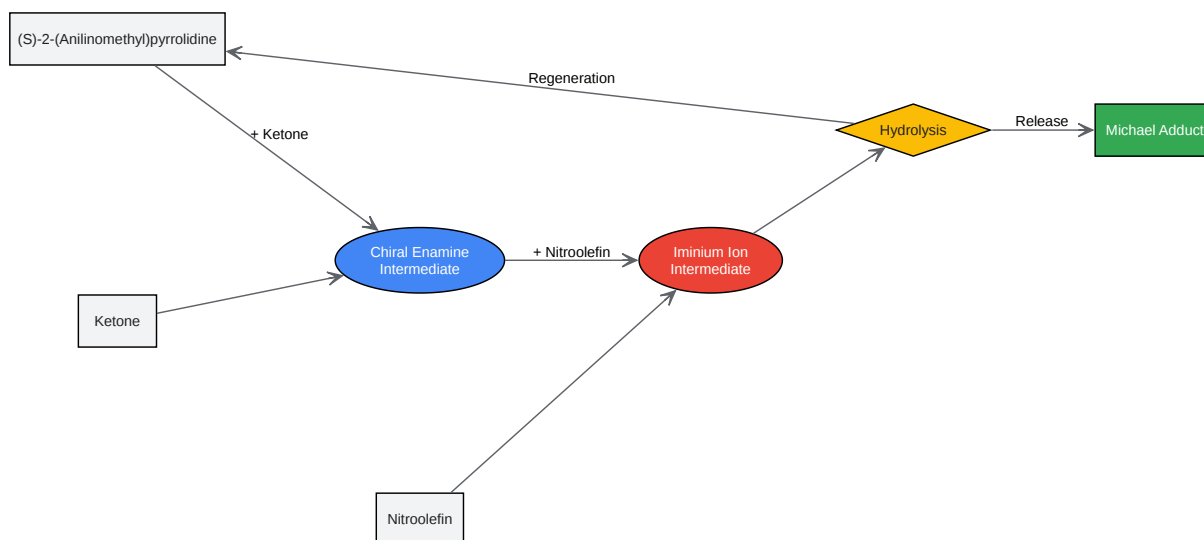 (S)-2-(Anilinomethyl)pyrrolidine
Regeneration
Release
Hydrolysis
Michael Adduct
+ Ketone
Chiral Enamine
Intermediate
+ Nitroolefin
Iminium Ion
Intermediate
Ketone
Nitroolefin